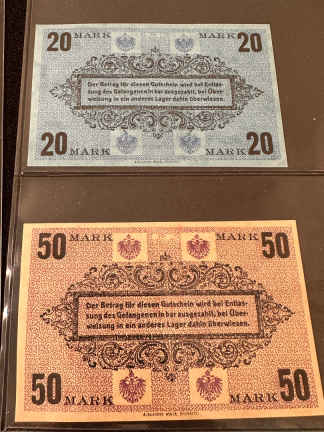 20 MARK MARK 20
Der Betrag für diesen Gutschein wird bei Entlas-
sung des Gefangenen in bar ausgezahlt, bei Über-
weisung in ein anderes Lager dahin überwiesen.
20 MARK MARK 20
50 MARK MARK 50
Der Betrag für diesen Gutschein wird bei Entlas-
sung des Gefangenen in bar ausgezahlt, bei Über-
weisung in ein anderes Lager dahin überwiesen.
50 MARK MARK 50